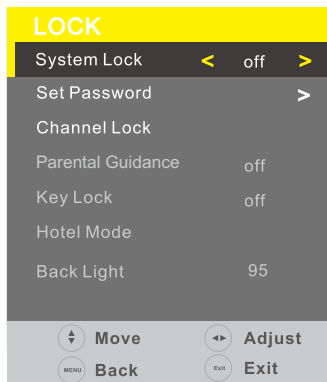 LOCK
System Lock < off >
Set Password >
Channel Lock
Parental Guidance off
Key Lock off
Hotel Mode
Back Light 95
Move Adjust
MENU Back Exit Exit